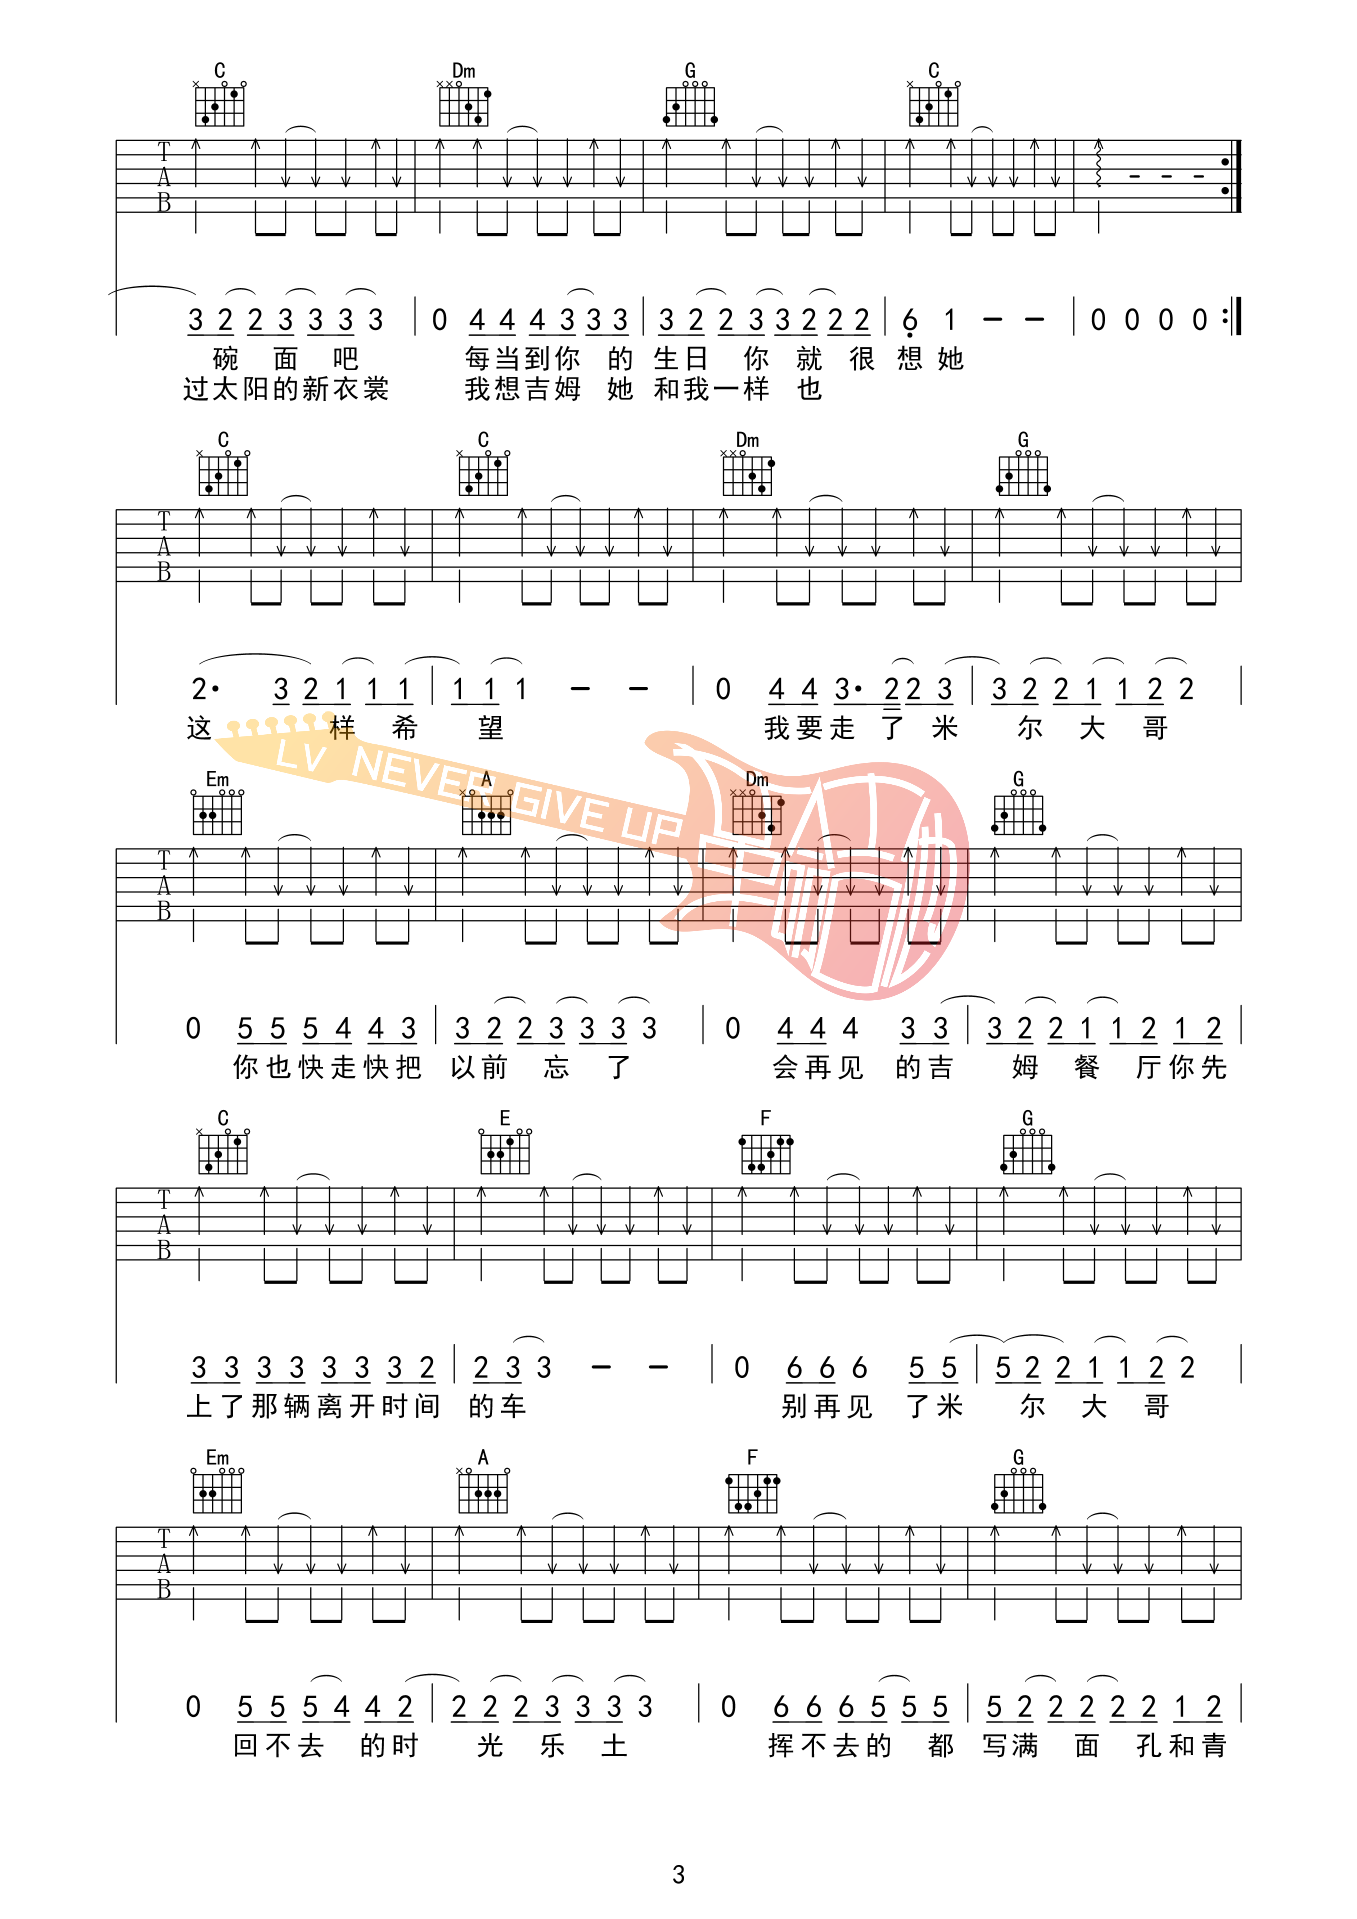 C Dm G C
T A B
3 2 2 3 3 3 3 0 4 4 4 3 3 3 3 2 2 3 3 2 2 2 6 1 - - 0 0 0 0
碗 面 吧 每当到你 的 生日 你 就 很 想 她
过太阳的新衣裳 我想吉姆 她 和我一样 也
C C Dm G
T A B
2· 3 2 1 1 1 1 1 1 - - 0 4 4 3· 2 2 3 3 2 2 1 1 2 2
这 样 希 望 我要走 了 米 尔 大 哥
LV NEVER GIVE UP
Em A Dm G
T A B
0 5 5 5 4 4 3 3 2 2 3 3 3 3 0 4 4 4 3 3 3 2 2 1 1 2 1 2
你也快走快把 以前 忘 了 会再见 的吉 姆 餐 厅你先
C E F G
T A B
3 3 3 3 3 3 3 2 2 3 3 - - 0 6 6 6 5 5 5 2 2 1 1 2 2
上了那辆离开时间 的车 别再见 了米 尔 大 哥
Em A F G
T A B
0 5 5 5 4 4 2 2 2 2 3 3 3 3 0 6 6 6 5 5 5 5 2 2 2 2 1 2
回不去 的时 光 乐 土 挥不去的 都 写满 面 孔和青
3